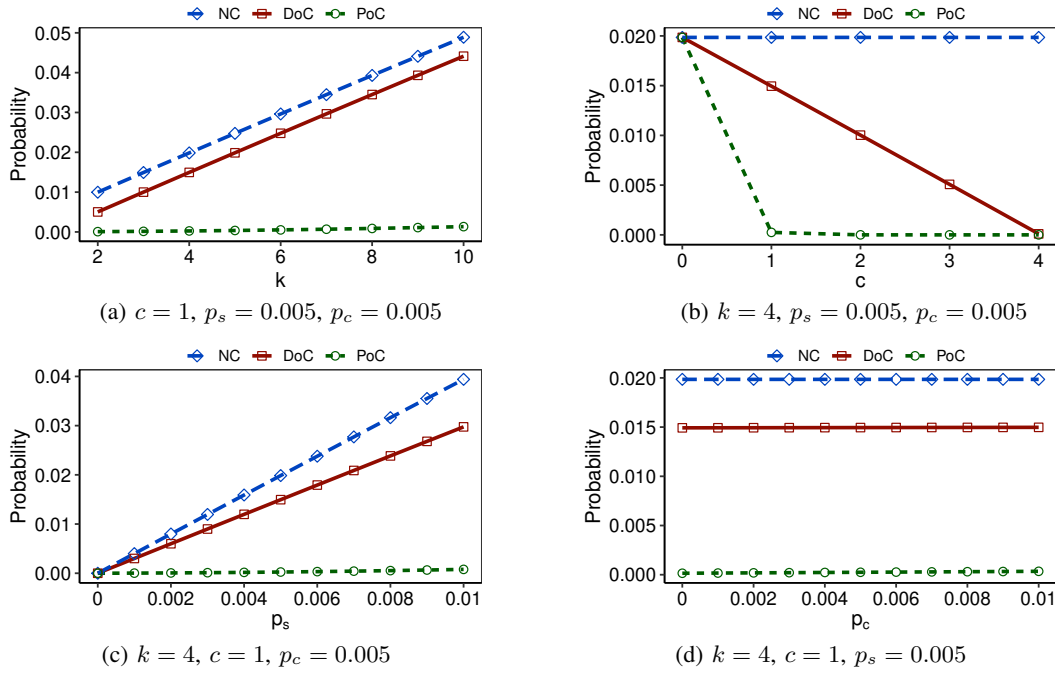 NC DoC PoC
0.05
0.04
0.03
0.02
0.01
0.00
Probability
2 4 6 8 10
k
(a) c = 1, p_s = 0.005, p_c = 0.005
NC DoC PoC
0.020
0.015
0.010
0.005
0.000
Probability
0 1 2 3 4
c
(b) k = 4, p_s = 0.005, p_c = 0.005
NC DoC PoC
0.04
0.03
0.02
0.01
0.00
Probability
0 0.002 0.004 0.006 0.008 0.01
p_s
(c) k = 4, c = 1, p_c = 0.005
NC DoC PoC
0.020
0.015
0.010
0.005
0.000
Probability
0 0.002 0.004 0.006 0.008 0.01
p_c
(d) k = 4, c = 1, p_s = 0.005